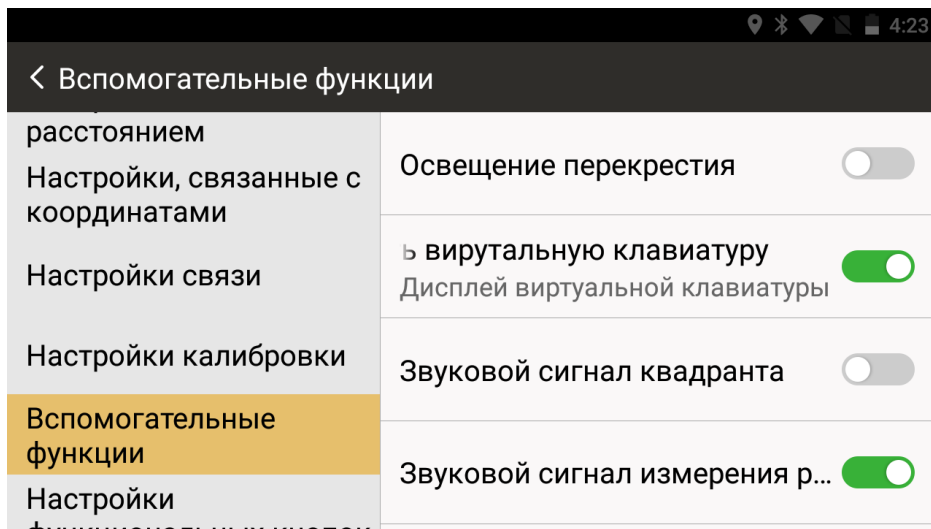 4:23
Вспомогательные функции
расстоянием
Настройки, связанные с
координатами
Настройки связи
Настройки калибровки
Вспомогательные
функции
Настройки
Освещение перекрестия
ь вирутальную клавиатуру
Дисплей виртуальной клавиатуры
Звуковой сигнал квадранта
Звуковой сигнал измерения р...